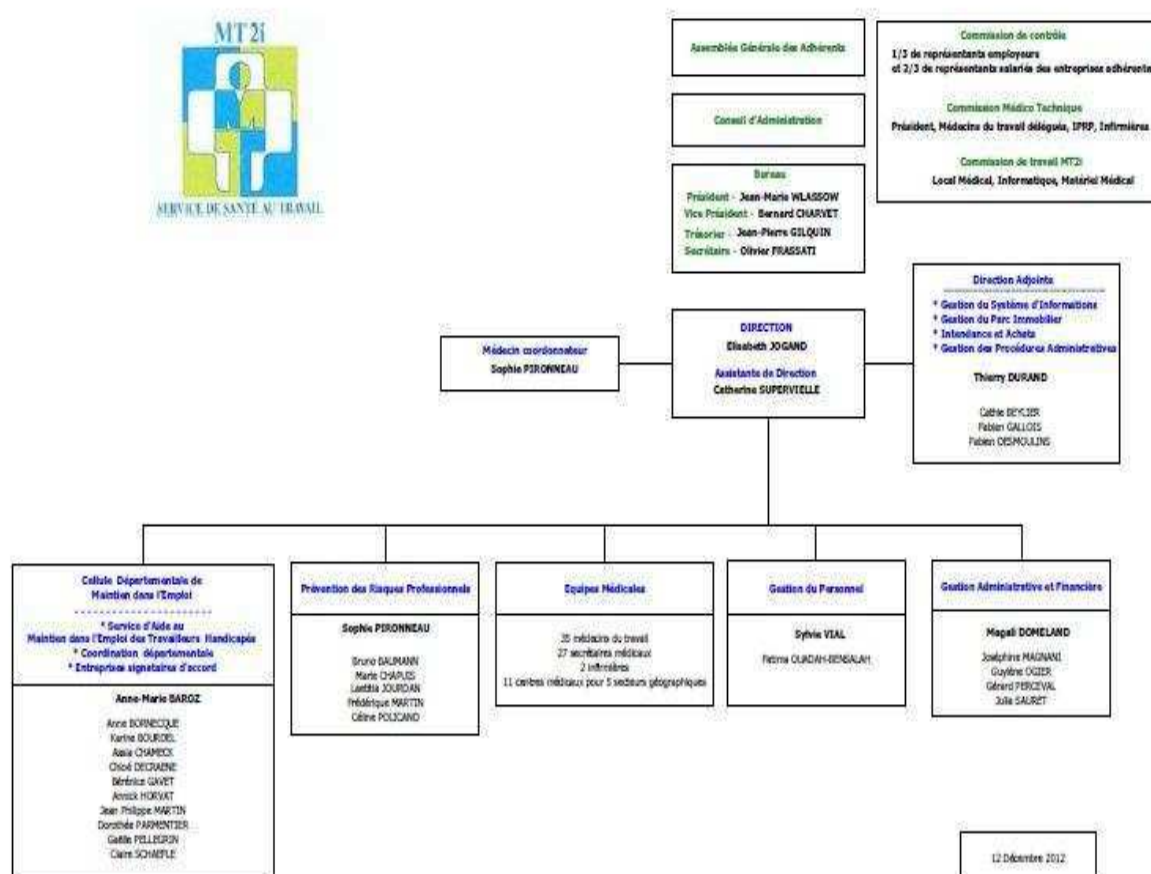 MT2i
SERVICE DE SANTÉ AU TRAVAIL
Assemblée Générale des Adhérents
Conseil d'Administration
Bureau
Président - Jean-Marie WLASSOW
Vice Président - Bernard CHARVET
Trésorier - Jean-Pierre GILQUIN
Secrétaire - Olivier FRASSATI
Commission de contrôle
1/3 de représentants employeurs
et 2/3 de représentants salariés des entreprises adhérente
Commission Médico Technique
Président, Médecins du travail délégués, IPRP, Infirmières
Commission de travail MT2i
Local Médical, Informatique, Matériel Médical
Médecin coordonnateur
Sophie PIRONNEAU
DIRECTION
Elisabeth JOGAND
Assistante de Direction
Catherine SUPERVIELLE
Direction Adjointe
* Gestion du Système d'Informations
* Gestion du Parc Immobilier
* Intendance et Achats
* Gestion des Procédures Administratives
Thierry DURAND
Cathie BEYLIER
Fabien GALLOIS
Fabien DESMOULINS
Cellule Départementale de
Maintien dans l'Emploi
* Service d'Aide au
Maintien dans l'Emploi des Travailleurs Handicapés
* Coordination départementale
* Entreprises signataires d'accord
Anne-Marie BAROZ
Anne BORNECQUE
Karine BOURDEL
Assia CHAMECK
Chloé DECRAENE
Bérénice GAVET
Annick HORVAT
Jean Philippe MARTIN
Dorothée PARMENTIER
Gaëlle PELLEGRIN
Claire SCHAEFLE
Prévention des Risques Professionnels
Sophie PIRONNEAU
Bruno BAUMANN
Marie CHAPUIS
Laetitia JOURDAN
Frédérique MARTIN
Céline POLICAND
Equipes Médicales
35 médecins du travail
27 secrétaires médicaux
2 infirmières
11 centres médicaux pour 5 secteurs géographiques
Gestion du Personnel
Sylvie VIAL
Fatima OUADAH-BENSALAH
Gestion Administrative et Financière
Magali DOMELAND
Joséphine MAGNANI
Guylène OGIER
Gérard PERCEVAL
Julie SAURET
12 Décembre 2012